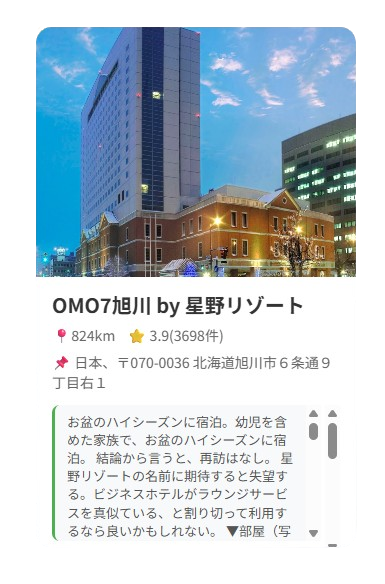 OMO7旭川 by 星野リゾート
824km 3.9(3698件)
日本、〒070-0036 北海道旭川市６条通９
丁目右１
お盆のハイシーズンに宿泊。幼児を含
めた家族で、お盆のハイシーズンに宿
泊。 結論から言うと、再訪はなし。 星
野リゾートの名前に期待すると失望す
る。ビジネスホテルがラウンジサービ
スを真似ている、と割り切って利用す
るなら良いかもしれない。 ▼部屋（写